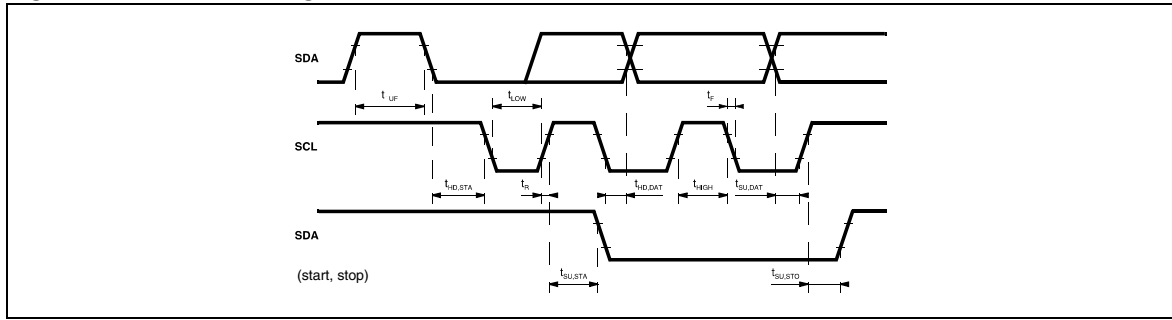 SDA
t UF
tLOW
tF
SCL
tHD,STA
tR
tHD,DAT
tHIGH
tSU,DAT
SDA
(start, stop)
tSU,STA
tSU,STO